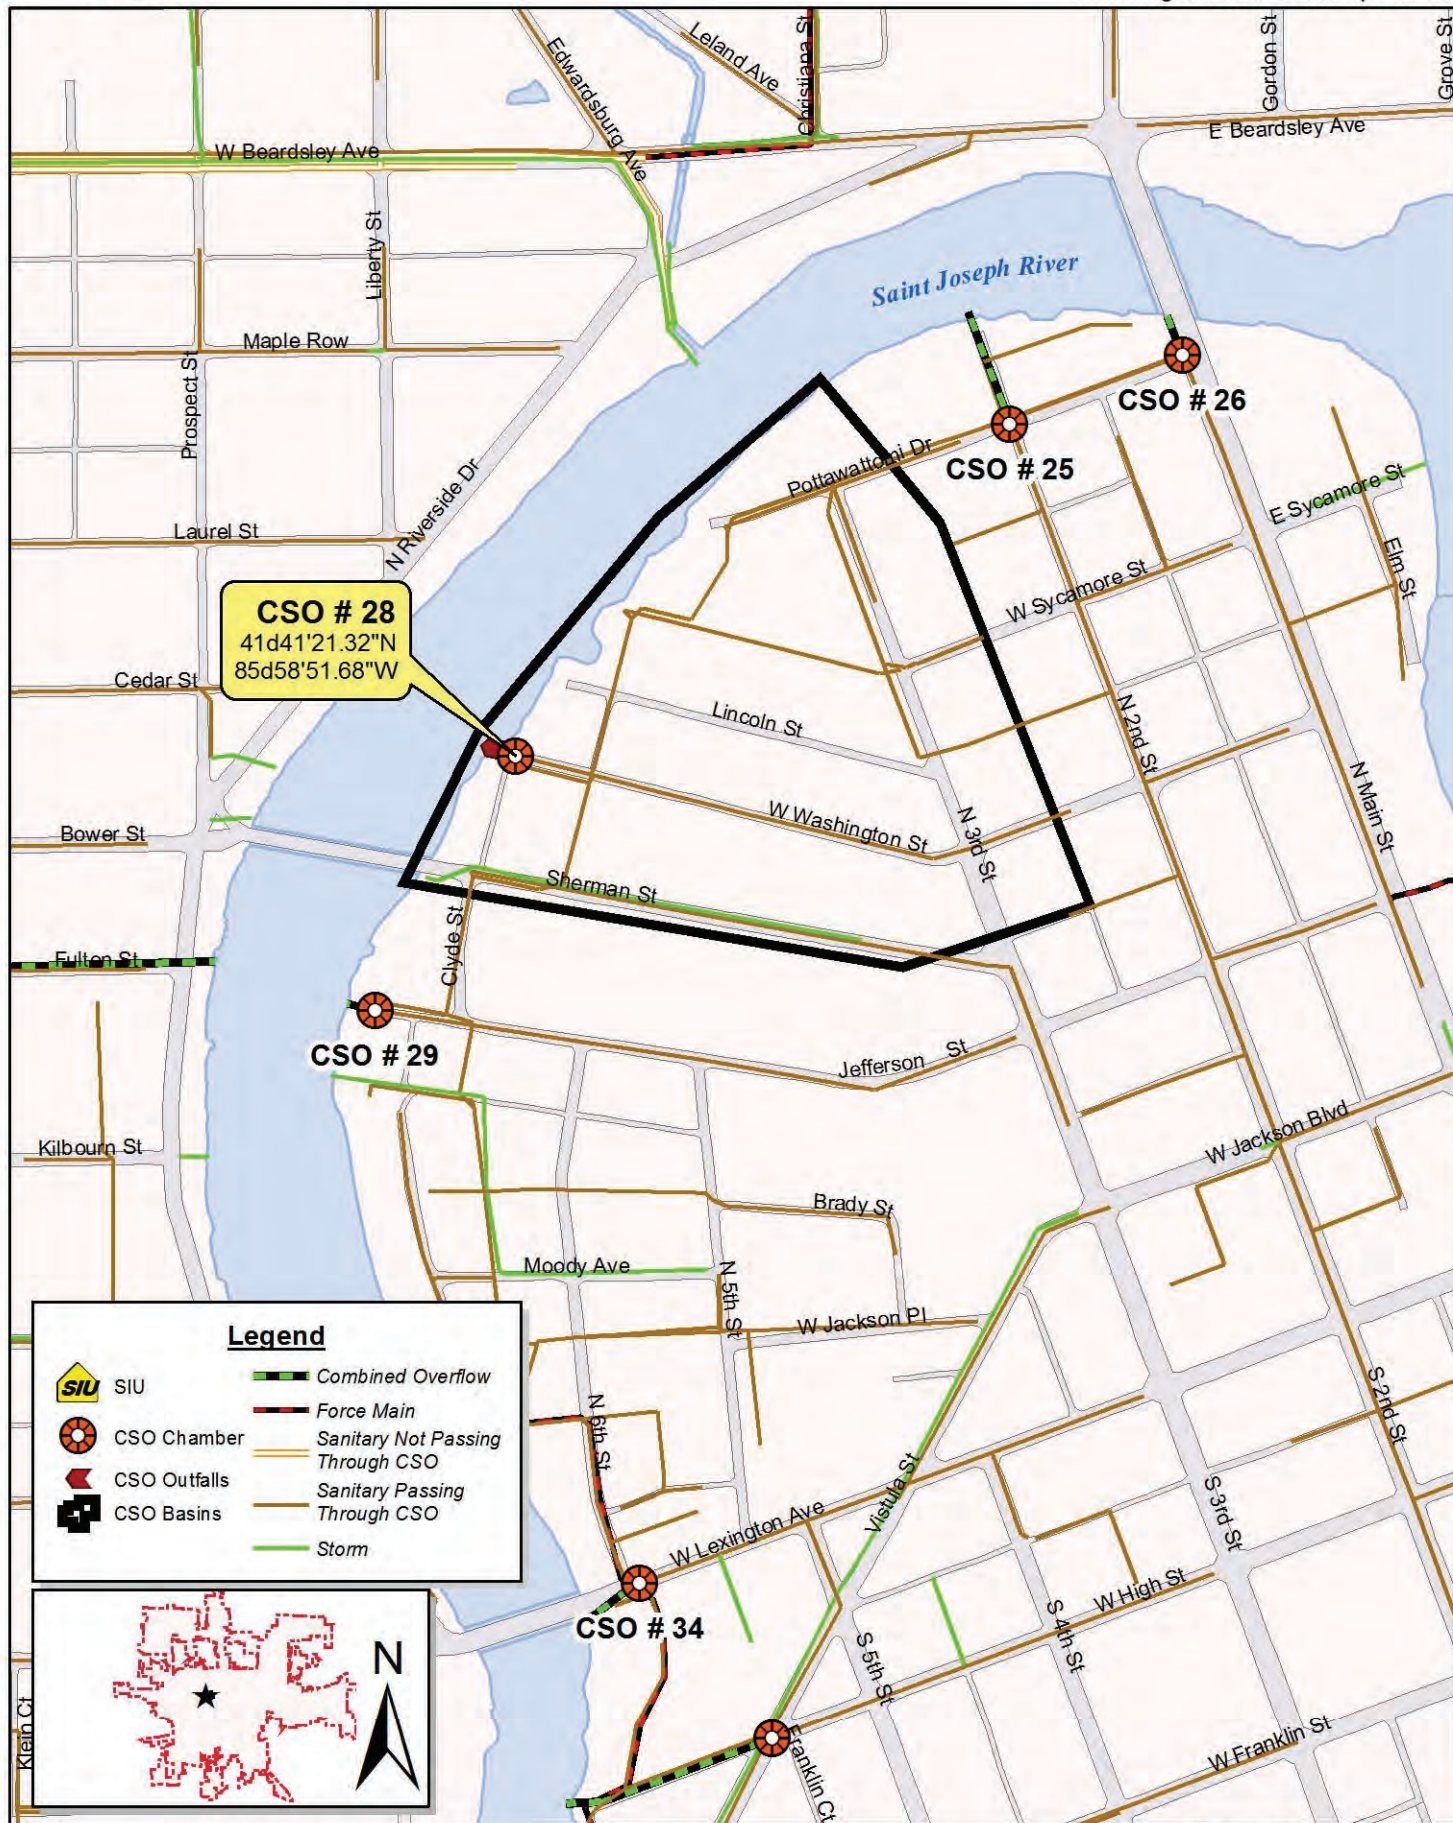 Leland Ave
Christiana St
Gordon St
Grove St
Edwardsburg Ave
W Beardsley Ave
E Beardsley Ave
Liberty St
Saint Joseph River
Maple Row
Prospect St
CSO # 26
Pottawattomi Dr
CSO # 25
N Riverside Dr
E Sycamore St
Laurel St
Elm St
W Sycamore St
CSO # 28
41d41'21.32"N
85d58'51.68"W
Cedar St
Lincoln St
N 2nd St
N Main St
W Washington St
N 3rd St
Bower St
Sherman St
Clyde St
Fulton St
CSO # 29
Jefferson St
W Jackson Blvd
Kilbourn St
Brady St
Moody Ave
N 5th St
W Jackson Pl
Legend
SIU
SIU
CSO Chamber
CSO Outfalls
CSO Basins
Combined Overflow
Force Main
Sanitary Not Passing
Through CSO
Sanitary Passing
Through CSO
Storm
N 6th St
S 2nd St
Vistula St
S 3rd St
W Lexington Ave
W High St
CSO # 34
S 4th St
S 5th St
N
Klein Ct
Franklin Ct
W Franklin St